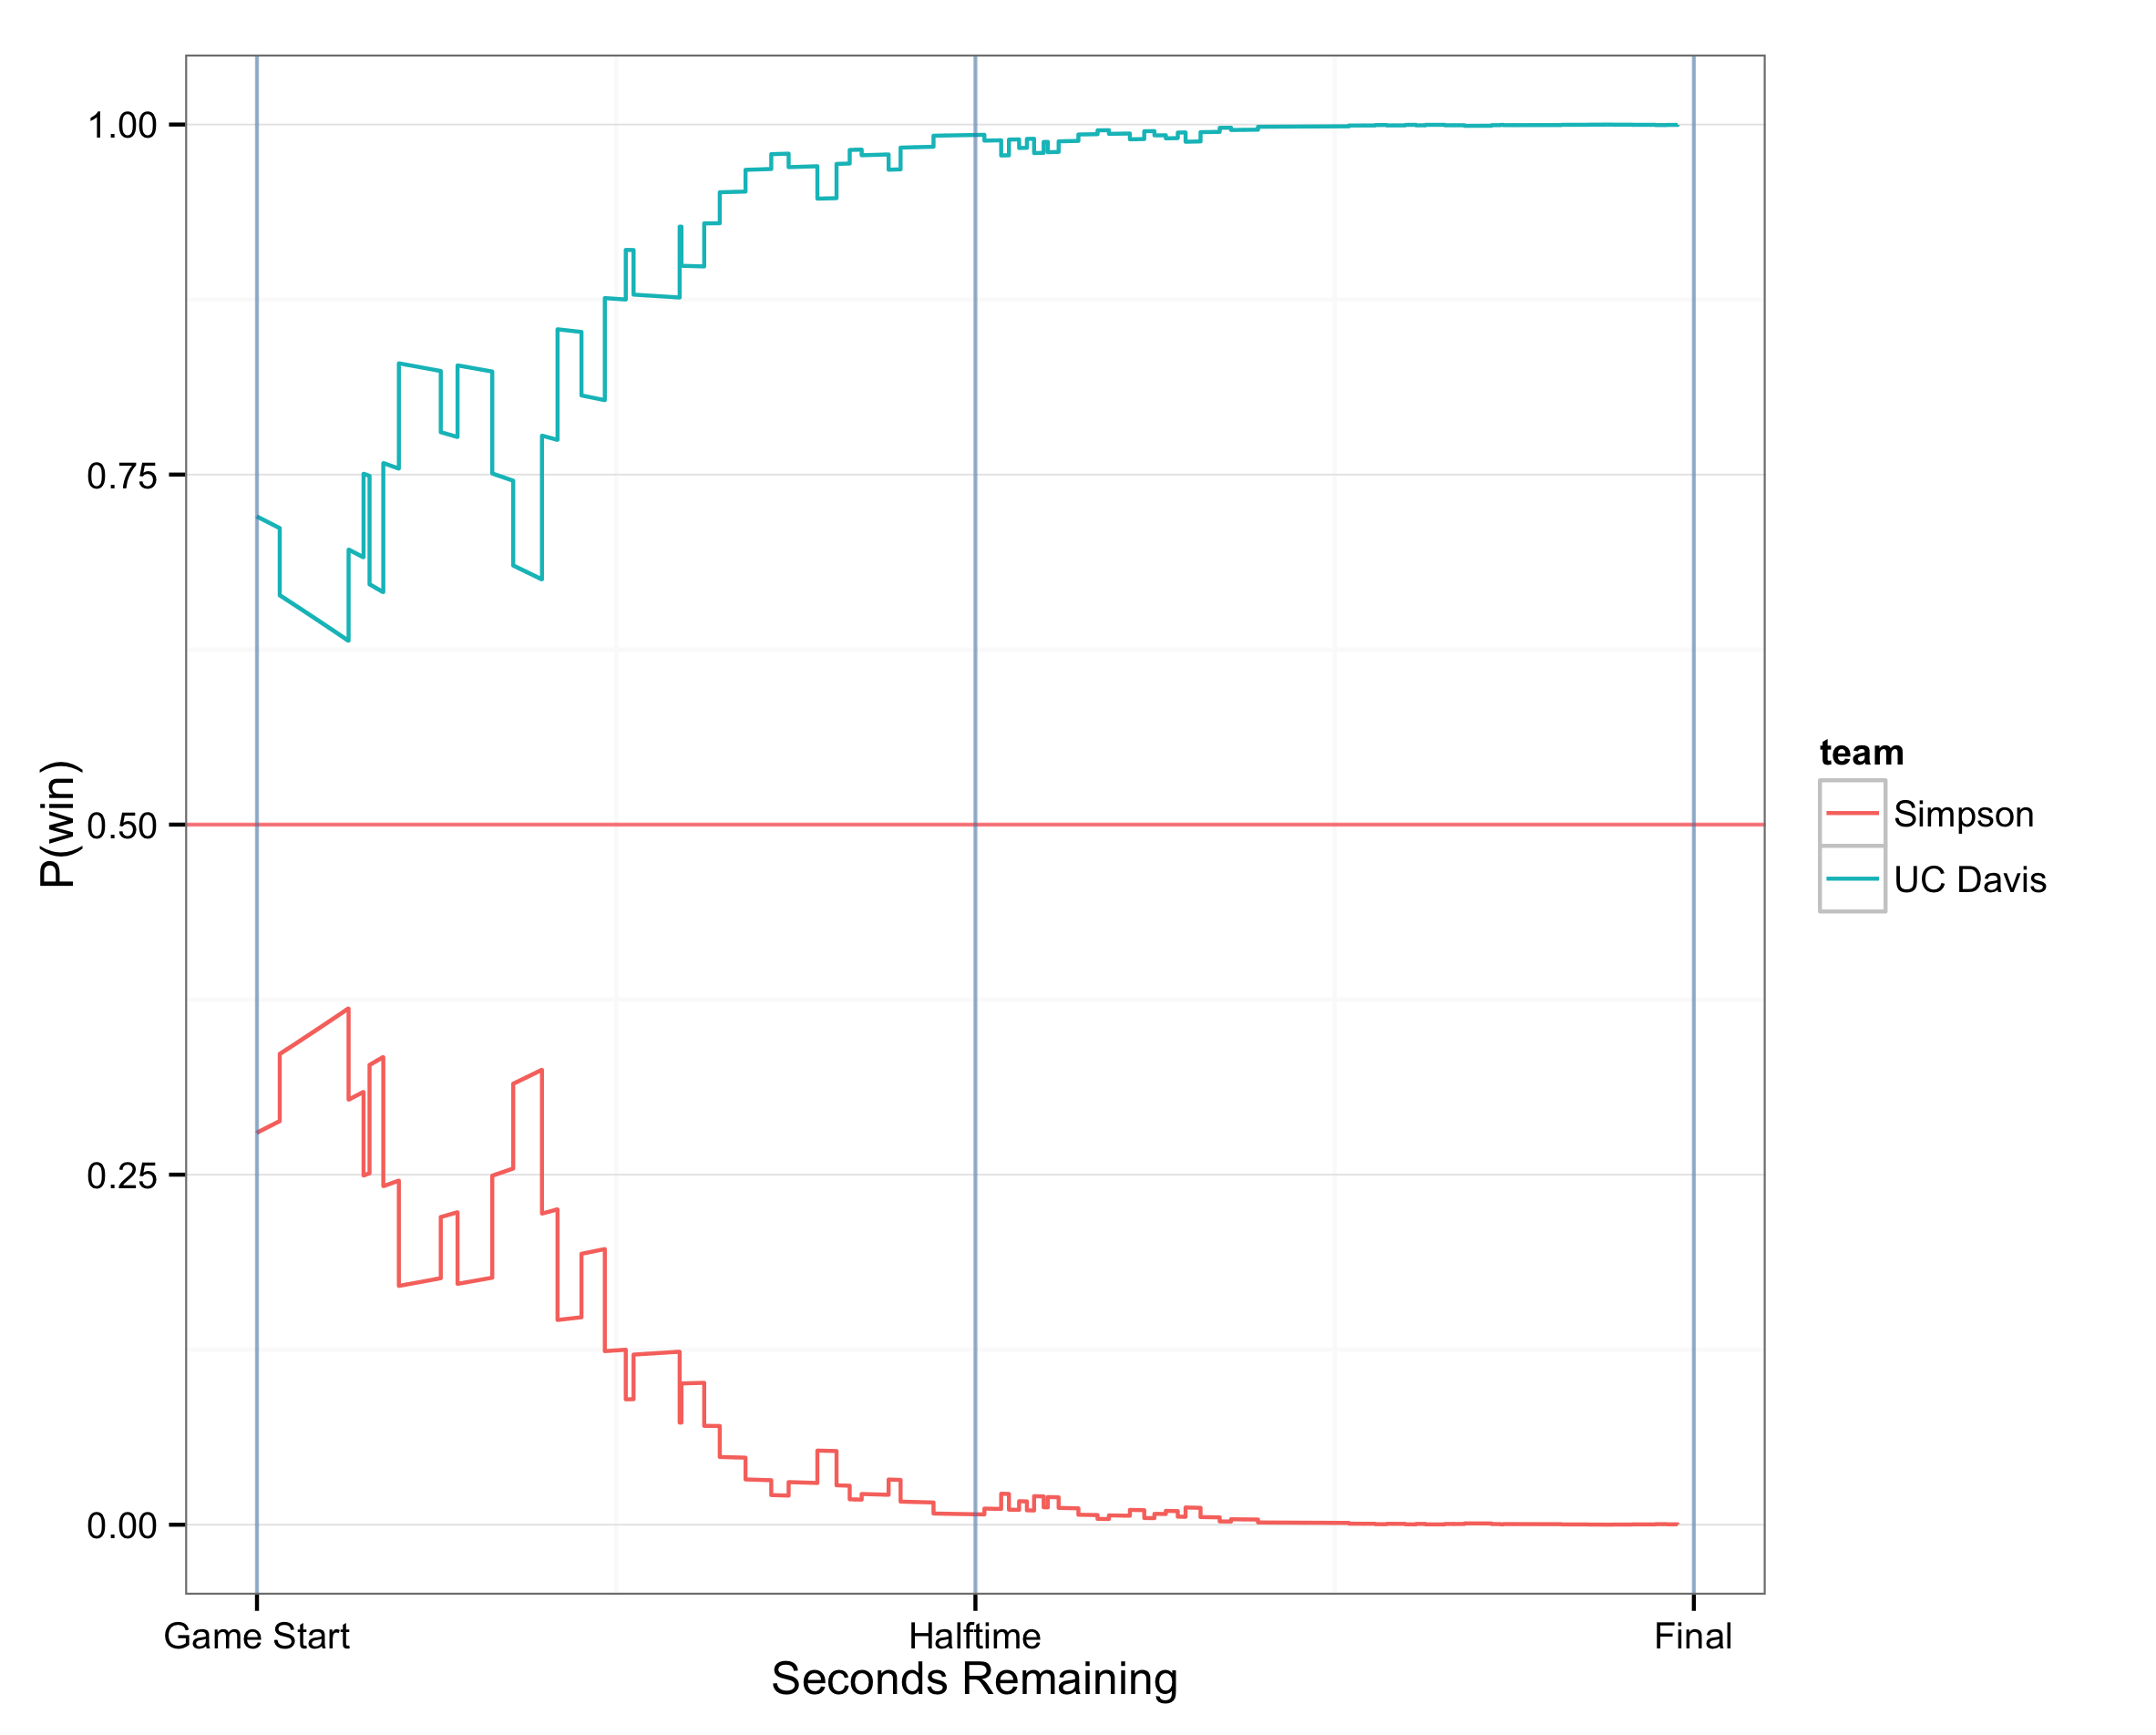 1.00
0.75
0.50
0.25
0.00
P(win)
Game Start
Halftime
Final
Seconds Remaining
team
Simpson
UC Davis